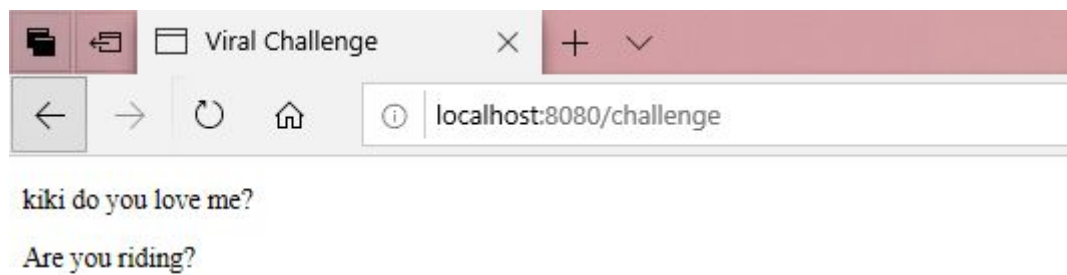 Viral Challenge
localhost:8080/challenge
kiki do you love me?
Are you riding?